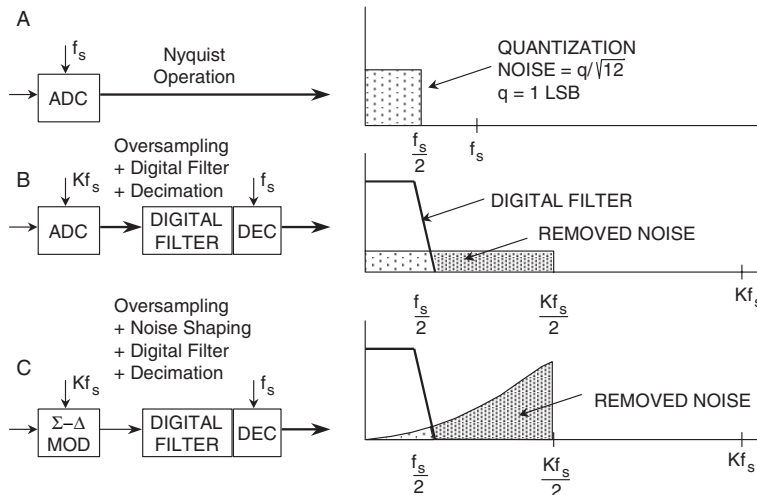 A
f_s
ADC
Nyquist
Operation
QUANTIZATION
NOISE = q/√12
q = 1 LSB
f_s
2
f_s
B
Oversampling
+ Digital Filter
+ Decimation
Kf_s
f_s
ADC
DIGITAL
FILTER
DEC
DIGITAL FILTER
REMOVED NOISE
f_s
2
Kf_s
2
Kf_s
C
Oversampling
+ Noise Shaping
+ Digital Filter
+ Decimation
Kf_s
f_s
Σ–Δ
MOD
DIGITAL
FILTER
DEC
REMOVED NOISE
f_s
2
Kf_s
2
Kf_s